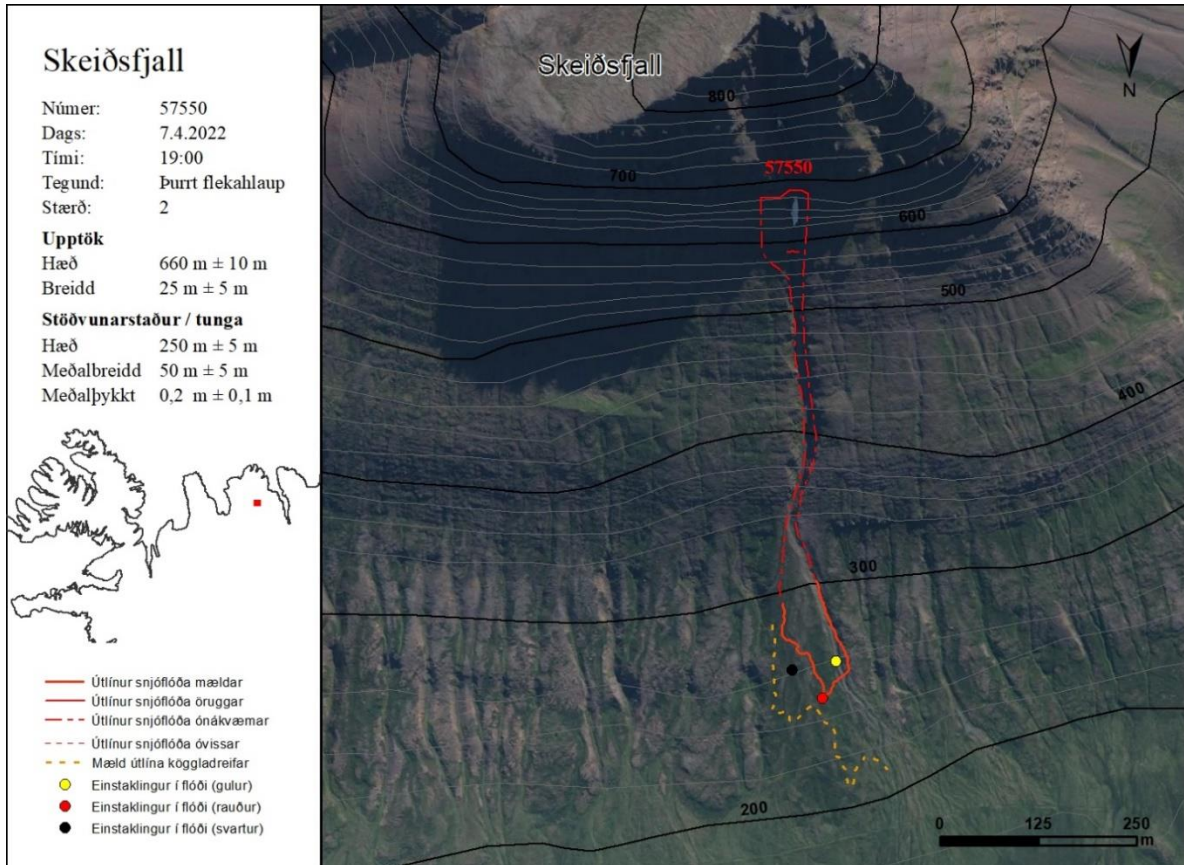 Skeiðsfjall
Númer: 57550
Dags: 7.4.2022
Tími: 19:00
Tegund: Þurrt flekahlaup
Stærð: 2
Upptök
Hæð 660 m ± 10 m
Breidd 25 m ± 5 m
Stöðvunarstaður / tunga
Hæð 250 m ± 5 m
Meðalbreidd 50 m ± 5 m
Meðalþykkt 0,2 m ± 0,1 m
Útlínur snjóflóða mældar
Útlínur snjóflóða öruggar
Útlínur snjóflóða ónákvæmar
Útlínur snjóflóða óvissar
Mæld útlína köggladreifar
Einstaklingur í flóði (gulur)
Einstaklingur í flóði (rauður)
Einstaklingur í flóði (svartur)
Skeiðsfjall
N
800
700
57550
600
500
400
300
200
0 125 250
m